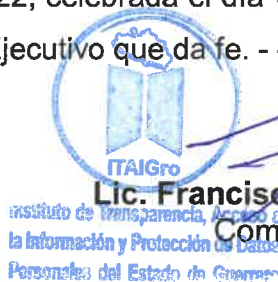 22, celebrada el día
Ejecutivo que da fe. - -
ITAIGro
Lic. Francis
Instituto de Transparencia, Acceso a
la Información y Protección de Datos
Com
Personales del Estado de Guerrero